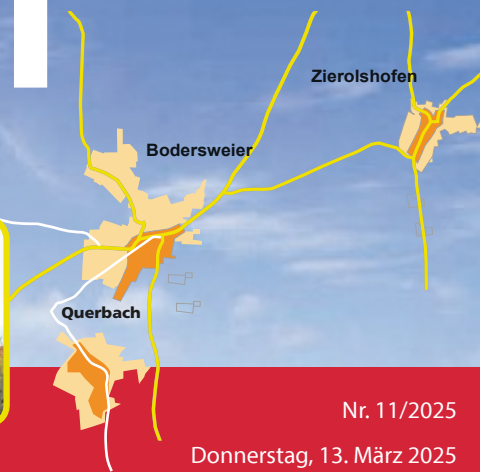 Zierolshofen
Bodersweier
Querbach
Nr. 11/2025
Donnerstag, 13. März 2025